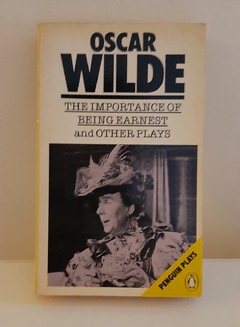 OSCAR
WILDE
THE IMPORTANCE OF
BEING EARNEST
and OTHER PLAYS
PENGUIN PLAYS